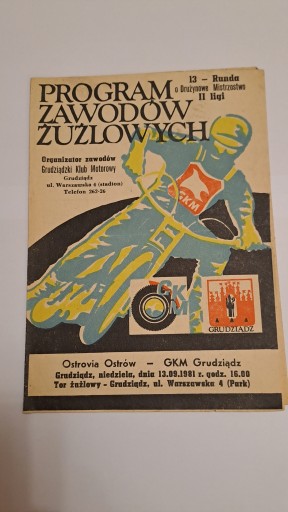 13 – Runda
o Drużynowe Mistrzostwo
II ligi
PROGRAM
ZAWODÓW
ŻUŻLOWYCH
Organizator zawodów
Grudziądzki Klub Motorowy
Grudziądz
ul. Warszawska 4 (stadion)
Telefon 265-26
GKM
GKM
GRUDZIĄDZ
Ostrovia Ostrów – GKM Grudziądz
Grudziądz, niedziela, dnia 13.09.1981 r. godz. 16.00
Tor żużlowy - Grudziądz, ul. Warszawska 4 (Park)